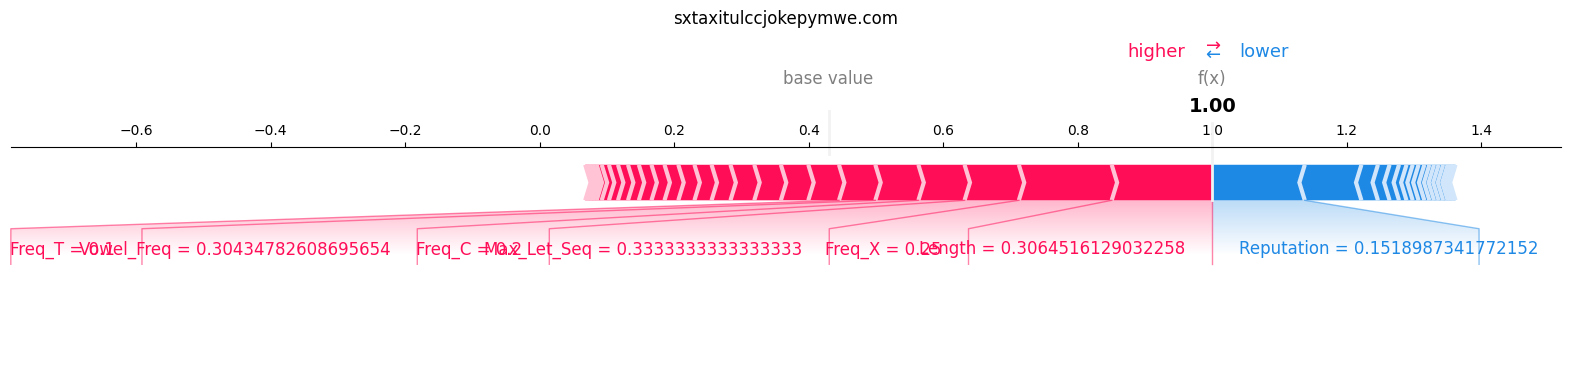 sxtaxitulccjokepymwe.com
higher ⇄ lower
base value f(x)
1.00
−0.6 −0.4 −0.2 0.0 0.2 0.4 0.6 0.8 1.0 1.2 1.4
Freq_T = 0.1 Vowel_Freq = 0.30434782608695654 Freq_C = 0.2 Max_Let_Seq = 0.3333333333333333 Freq_X = 0.25 Length = 0.3064516129032258 Reputation = 0.1518987341772152